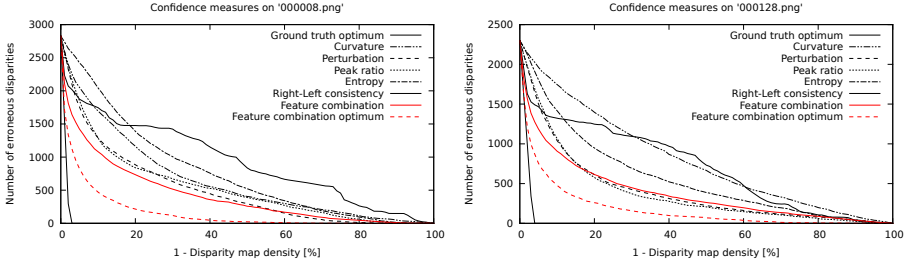 Confidence measures on '000008.png'
Number of erroneous disparities
3000
2500
2000
1500
1000
500
0
Ground truth optimum
Curvature
Perturbation
Peak ratio
Entropy
Right-Left consistency
Feature combination
Feature combination optimum
0 20 40 60 80 100
1 - Disparity map density [%]
Confidence measures on '000128.png'
Number of erroneous disparities
2500
2000
1500
1000
500
0
Ground truth optimum
Curvature
Perturbation
Peak ratio
Entropy
Right-Left consistency
Feature combination
Feature combination optimum
0 20 40 60 80 100
1 - Disparity map density [%]